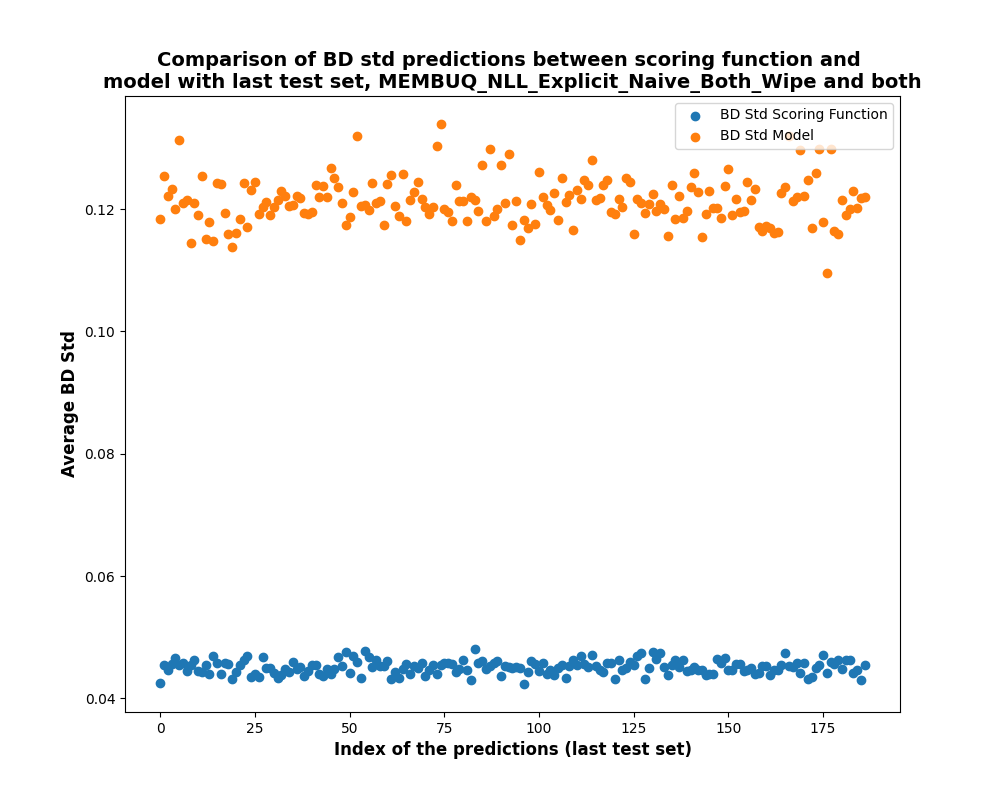 Comparison of BD std predictions between scoring function and
model with last test set, MEMBUQ_NLL_Explicit_Naive_Both_Wipe and both
BD Std Scoring Function
BD Std Model
Average BD Std
0.12
0.10
0.08
0.06
0.04
0
25
50
75
100
125
150
175
Index of the predictions (last test set)